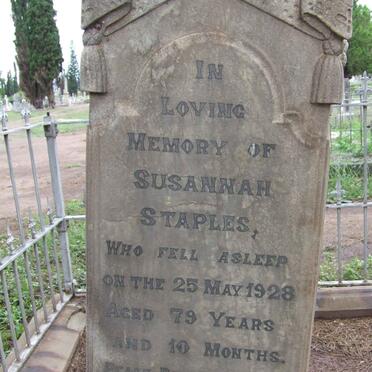 IN
LOVING
MEMORY OF
SUSANNAH
STAPLES,
WHO FELL ASLEEP
ON THE 25 MAY 1928
AGED 79 YEARS
AND 10 MONTHS.